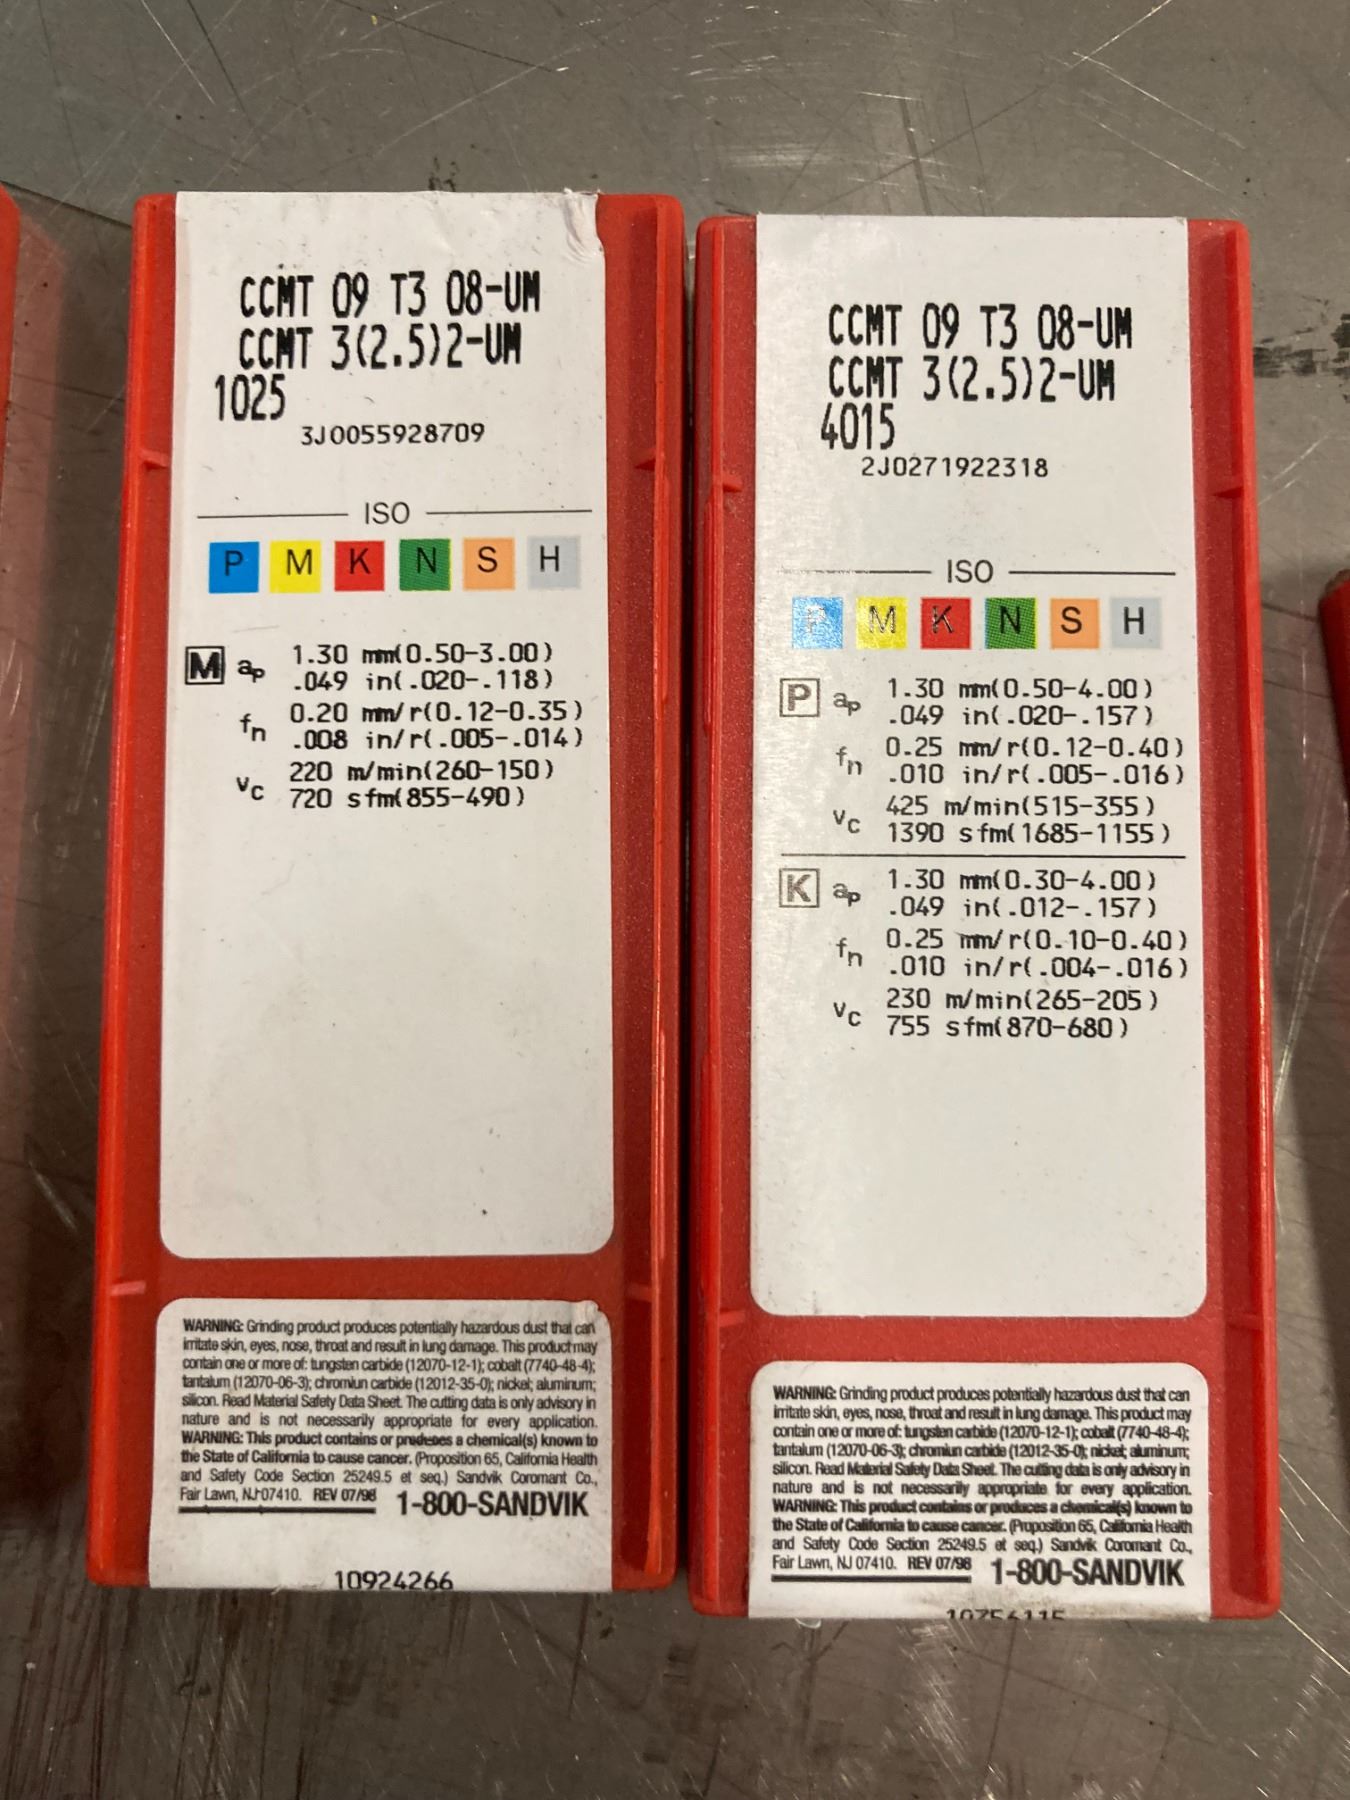 CCMT 09 T3 08-UM
CCMT 3(2.5)2-UM
1025
3J0055928709
ISO
P M K N S H
M ap 1.30 mm(0.50-3.00)
.049 in(.020-.118)
fn 0.20 mm/r(0.12-0.35)
.008 in/r(.005-.014)
vc 220 m/min(260-150)
720 sfm(855-490)
WARNING: Grinding product produces potentially hazardous dust that can
irritate skin, eyes, nose, throat and result in lung damage. This product may
contain one or more of: tungsten carbide (12070-12-1); cobalt (7740-48-4);
tantalum (12070-06-3); chromiun carbide (12012-35-0); nickel; aluminum;
silicon. Read Material Safety Data Sheet. The cutting data is only advisory in
nature and is not necessarily appropriate for every application.
WARNING: This product contains or produces a chemical(s) known to
the State of California to cause cancer. (Proposition 65, California Health
and Safety Code Section 25249.5 et seq.) Sandvik Coromant Co.,
Fair Lawn, NJ 07410. REV 07/98 1-800-SANDVIK
10924266
CCMT 09 T3 08-UM
CCMT 3(2.5)2-UM
4015
2J0271922318
ISO
P M K N S H
P ap 1.30 mm(0.50-4.00)
.049 in(.020-.157)
fn 0.25 mm/r(0.12-0.40)
.010 in/r(.005-.016)
vc 425 m/min(515-355)
1390 sfm(1685-1155)
K ap 1.30 mm(0.30-4.00)
.049 in(.012-.157)
fn 0.25 mm/r(0.10-0.40)
.010 in/r(.004-.016)
vc 230 m/min(265-205)
755 sfm(870-680)
WARNING: Grinding product produces potentially hazardous dust that can
irritate skin, eyes, nose, throat and result in lung damage. This product may
contain one or more of: tungsten carbide (12070-12-1); cobalt (7740-48-4);
tantalum (12070-06-3); chromiun carbide (12012-35-0); nickel; aluminum;
silicon. Read Material Safety Data Sheet. The cutting data is only advisory in
nature and is not necessarily appropriate for every application.
WARNING: This product contains or produces a chemical(s) known to
the State of California to cause cancer. (Proposition 65, California Health
and Safety Code Section 25249.5 et seq.) Sandvik Coromant Co.,
Fair Lawn, NJ 07410. REV 07/98 1-800-SANDVIK